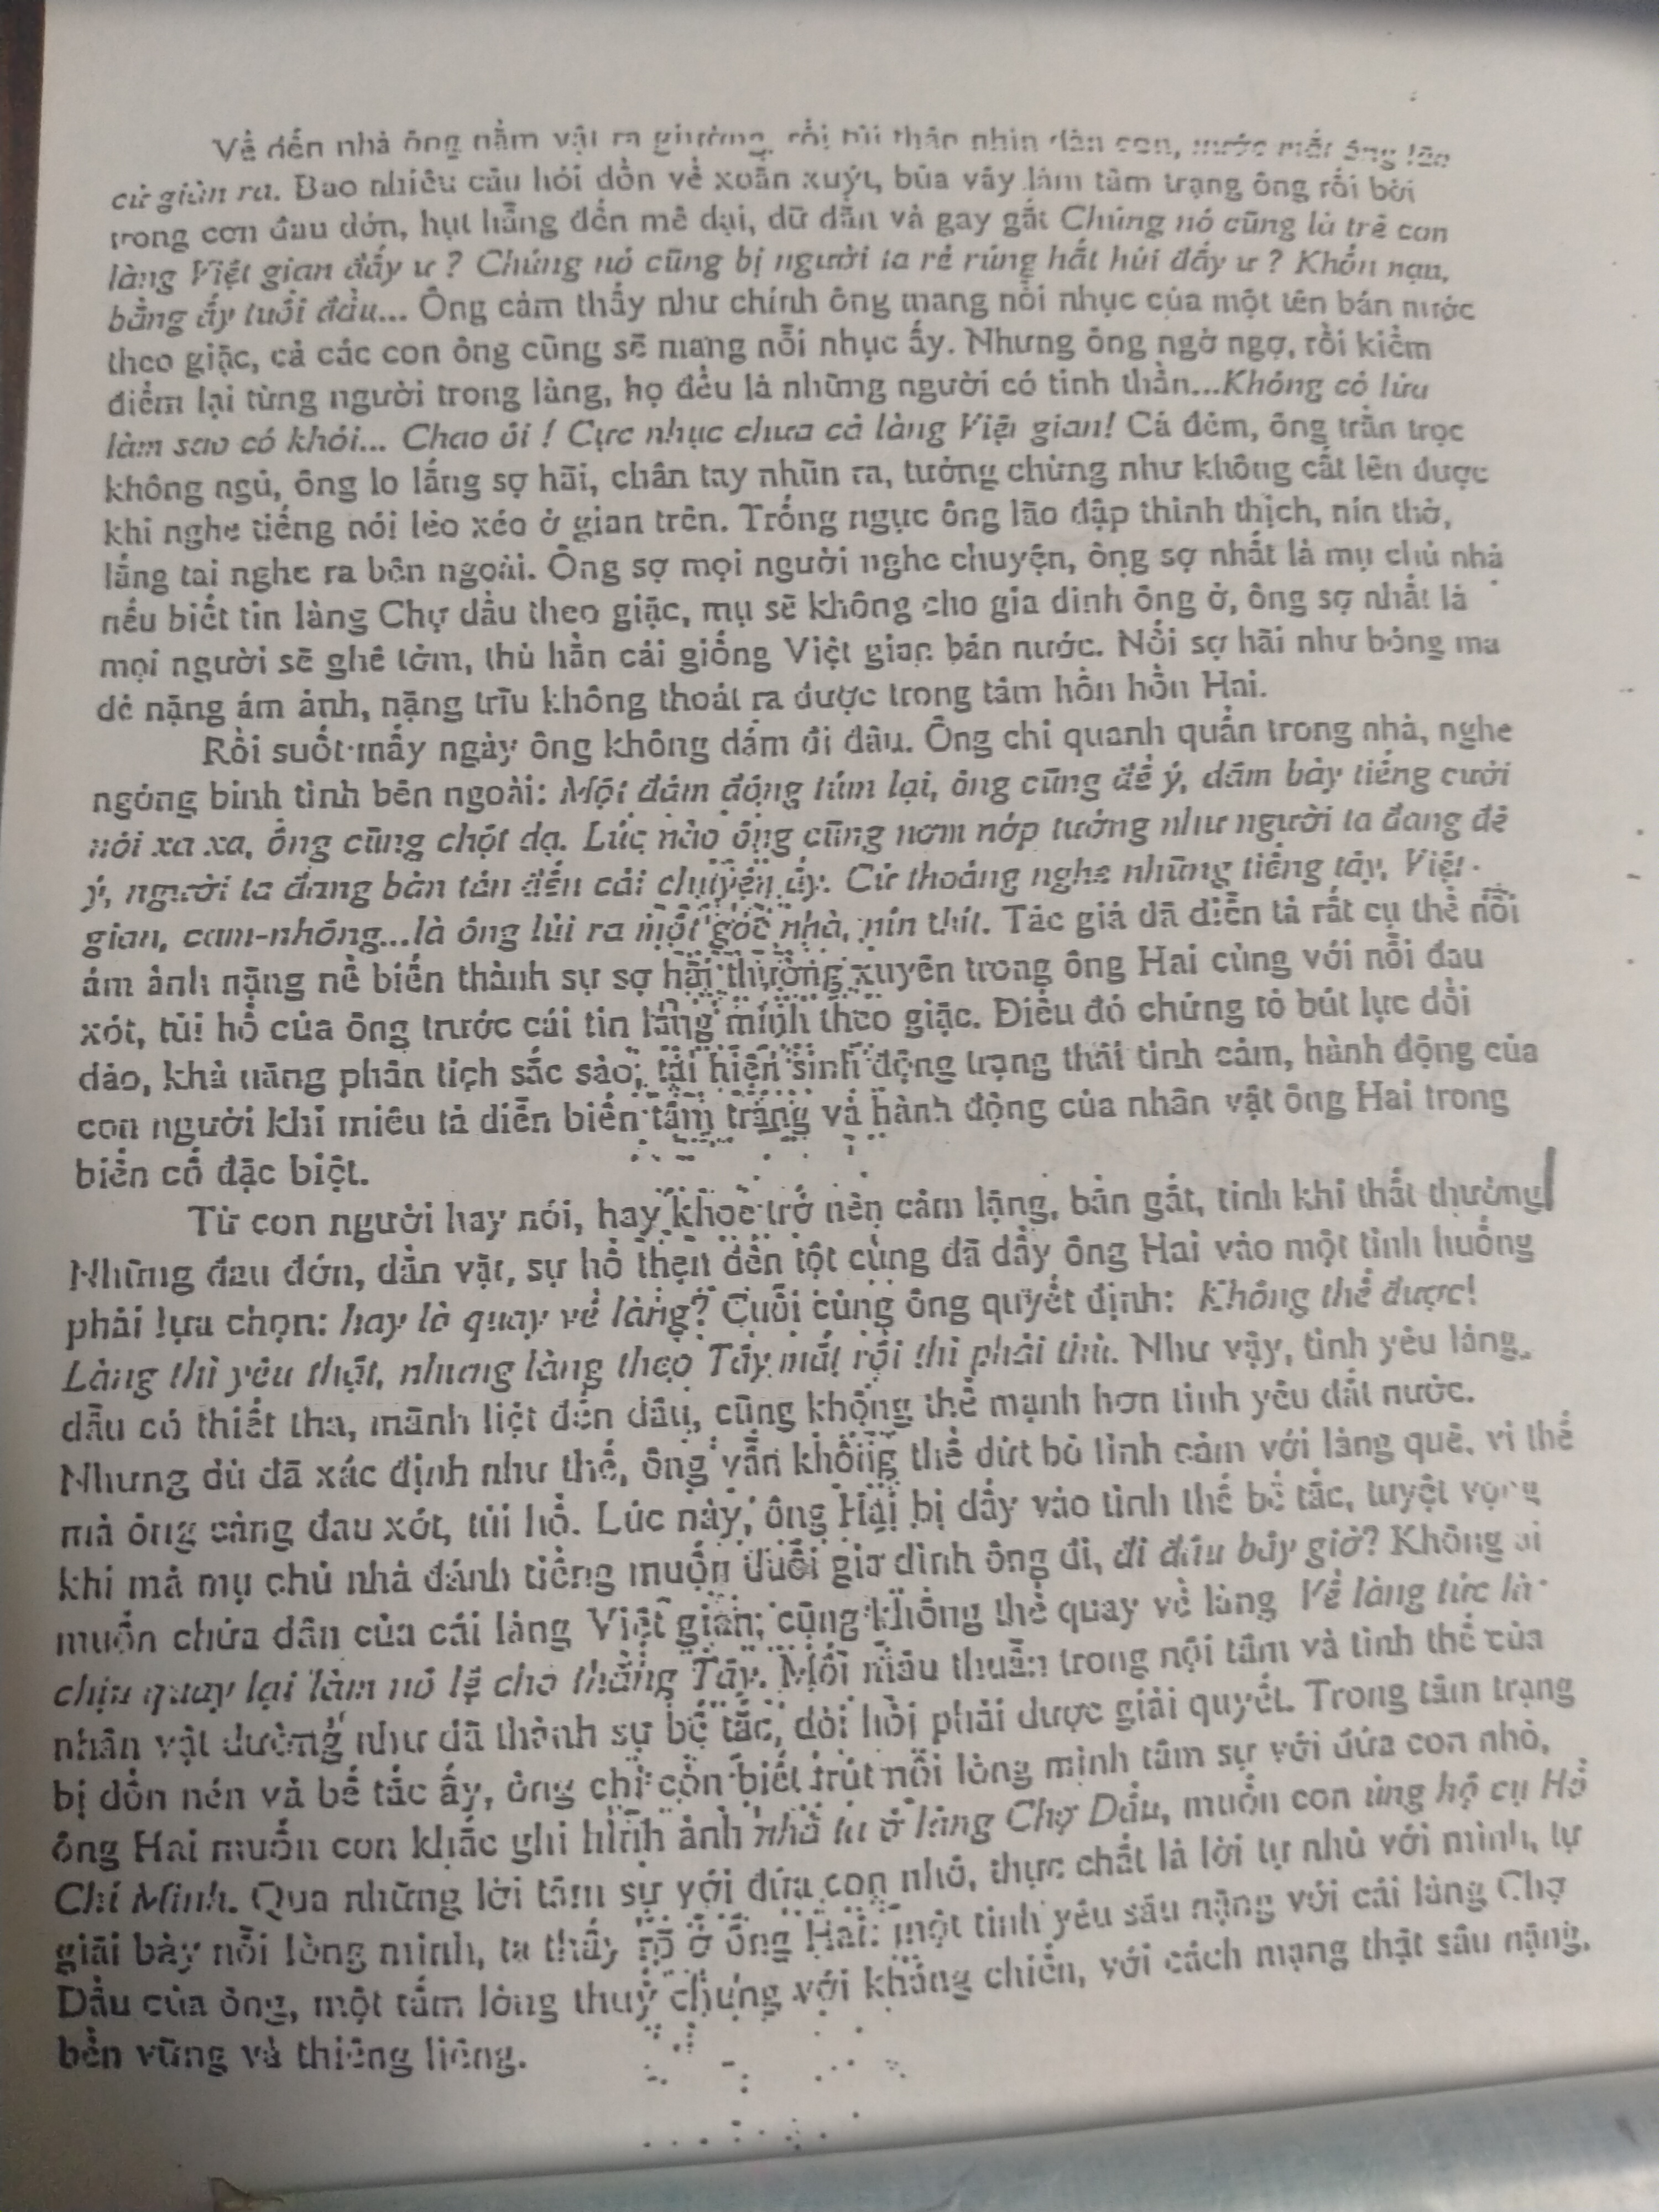 Về đến nhà ông nằm vật ra giường, rồi tủi thân nhìn đàn con, nước mắt ông lão
cứ giàn ra. Bao nhiêu câu hỏi dồn về xoắn xuýt, bủa vây làm tâm trạng ông rối bời
trong cơn đau đớn, hụt hẫng đến mê dại, dữ dằn và gay gắt Chúng nó cũng là trẻ con
làng Việt gian đấy ư ? Chúng nó cũng bị người ta rẻ rúng hắt hủi đấy ư ? Khốn nạn,
bằng ấy tuổi đầu... Ông cảm thấy như chính ông mang nỗi nhục của một tên bán nước
theo giặc, cả các con ông cũng sẽ mang nỗi nhục ấy. Nhưng ông ngờ ngợ, rồi kiểm
điểm lại từng người trong làng, họ đều là những người có tinh thần...Không có lửa
làm sao có khói... Chao ôi ! Cực nhục chưa cả làng Việt gian! Cả đêm, ông trằn trọc
không ngủ, ông lo lắng sợ hãi, chân tay nhũn ra, tưởng chừng như không cất lên được
khi nghe tiếng nói léo xéo ở gian trên. Trống ngực ông lão đập thình thịch, nín thở,
lắng tai nghe ra bên ngoài. Ông sợ mọi người nghe chuyện, ông sợ nhất là mụ chủ nhà
nếu biết tin làng Chợ dầu theo giặc, mụ sẽ không cho gia đình ông ở, ông sợ nhất là
mọi người sẽ ghê tởm, thù hằn cái giống Việt gian bán nước. Nỗi sợ hãi như bóng ma
đè nặng ám ảnh, nặng trĩu không thoát ra được trong tâm hồn hồn Hai.
Rồi suốt mấy ngày ông không dám đi đâu. Ông chỉ quanh quẩn trong nhà, nghe
ngóng binh tình bên ngoài: Một đám đông túm lại, ông cũng để ý, dăm bảy tiếng cười
nói xa xa, ông cũng chột dạ. Lúc nào ông cũng nơm nớp tưởng như người ta đang để
ý, người ta đang bàn tán đến cái chuyện ấy. Cứ thoáng nghe những tiếng tây, Việt
gian, cam-nhông...là ông lủi ra một góc nhà, nín thít. Tác giả đã diễn tả rất cụ thể nỗi
ám ảnh nặng nề biến thành sự sợ hãi thường xuyên trong ông Hai cùng với nỗi đau
xót, tủi hổ của ông trước cái tin làng mình theo giặc. Điều đó chứng tỏ bút lực dồi
dào, khả năng phân tích sắc sảo; tái hiện sinh động trạng thái tình cảm, hành động của
con người khi miêu tả diễn biến tâm trạng và hành động của nhân vật ông Hai trong
biến cố đặc biệt.
Từ con người hay nói, hay khoe trở nên câm lặng, bẳn gắt, tính khí thất thường
Những đau đớn, dằn vặt, sự hổ thẹn đến tột cùng đã đẩy ông Hai vào một tình huống
phải lựa chọn: hay là quay về làng? Cuối cùng ông quyết định: Không thể được!
Làng thì yêu thật, nhưng làng theo Tây mất rồi thì phải thù. Như vậy, tình yêu làng
dẫu có thiết tha, mãnh liệt đến đâu, cũng không thể mạnh hơn tình yêu đất nước.
Nhưng dù đã xác định như thế, ông vẫn không thể dứt bỏ tình cảm với làng quê, vì thế
mà ông càng đau xót, tủi hổ. Lúc này, ông Hai bị đẩy vào tình thế bế tắc, tuyệt vọng
khi mà mụ chủ nhà đánh tiếng muốn đuổi gia đình ông đi, đi đâu bây giờ? Không ai
muốn chứa dân của cái làng Việt gian; cũng không thể quay về làng Về làng tức là
chịu quay lại làm nô lệ cho thằng Tây. Mối mâu thuẫn trong nội tâm và tình thế của
nhân vật dường như đã thành sự bế tắc, đòi hỏi phải được giải quyết. Trong tâm trạng
bị dồn nén và bế tắc ấy, ông chỉ còn biết trút nỗi lòng mình tâm sự với đứa con nhỏ,
ông Hai muốn con khắc ghi hình ảnh nhà ta ở làng Chợ Dầu, muốn con ủng hộ cụ Hồ
Chí Minh. Qua những lời tâm sự với đứa con nhỏ, thực chất là lời tự nhủ với mình, tự
giãi bày nỗi lòng mình, ta thấy rõ ở ông Hai: một tình yêu sâu nặng với cái làng Chợ
Dầu của ông, một tấm lòng thuỷ chung với kháng chiến, với cách mạng thật sâu nặng,
bền vững và thiêng liêng.